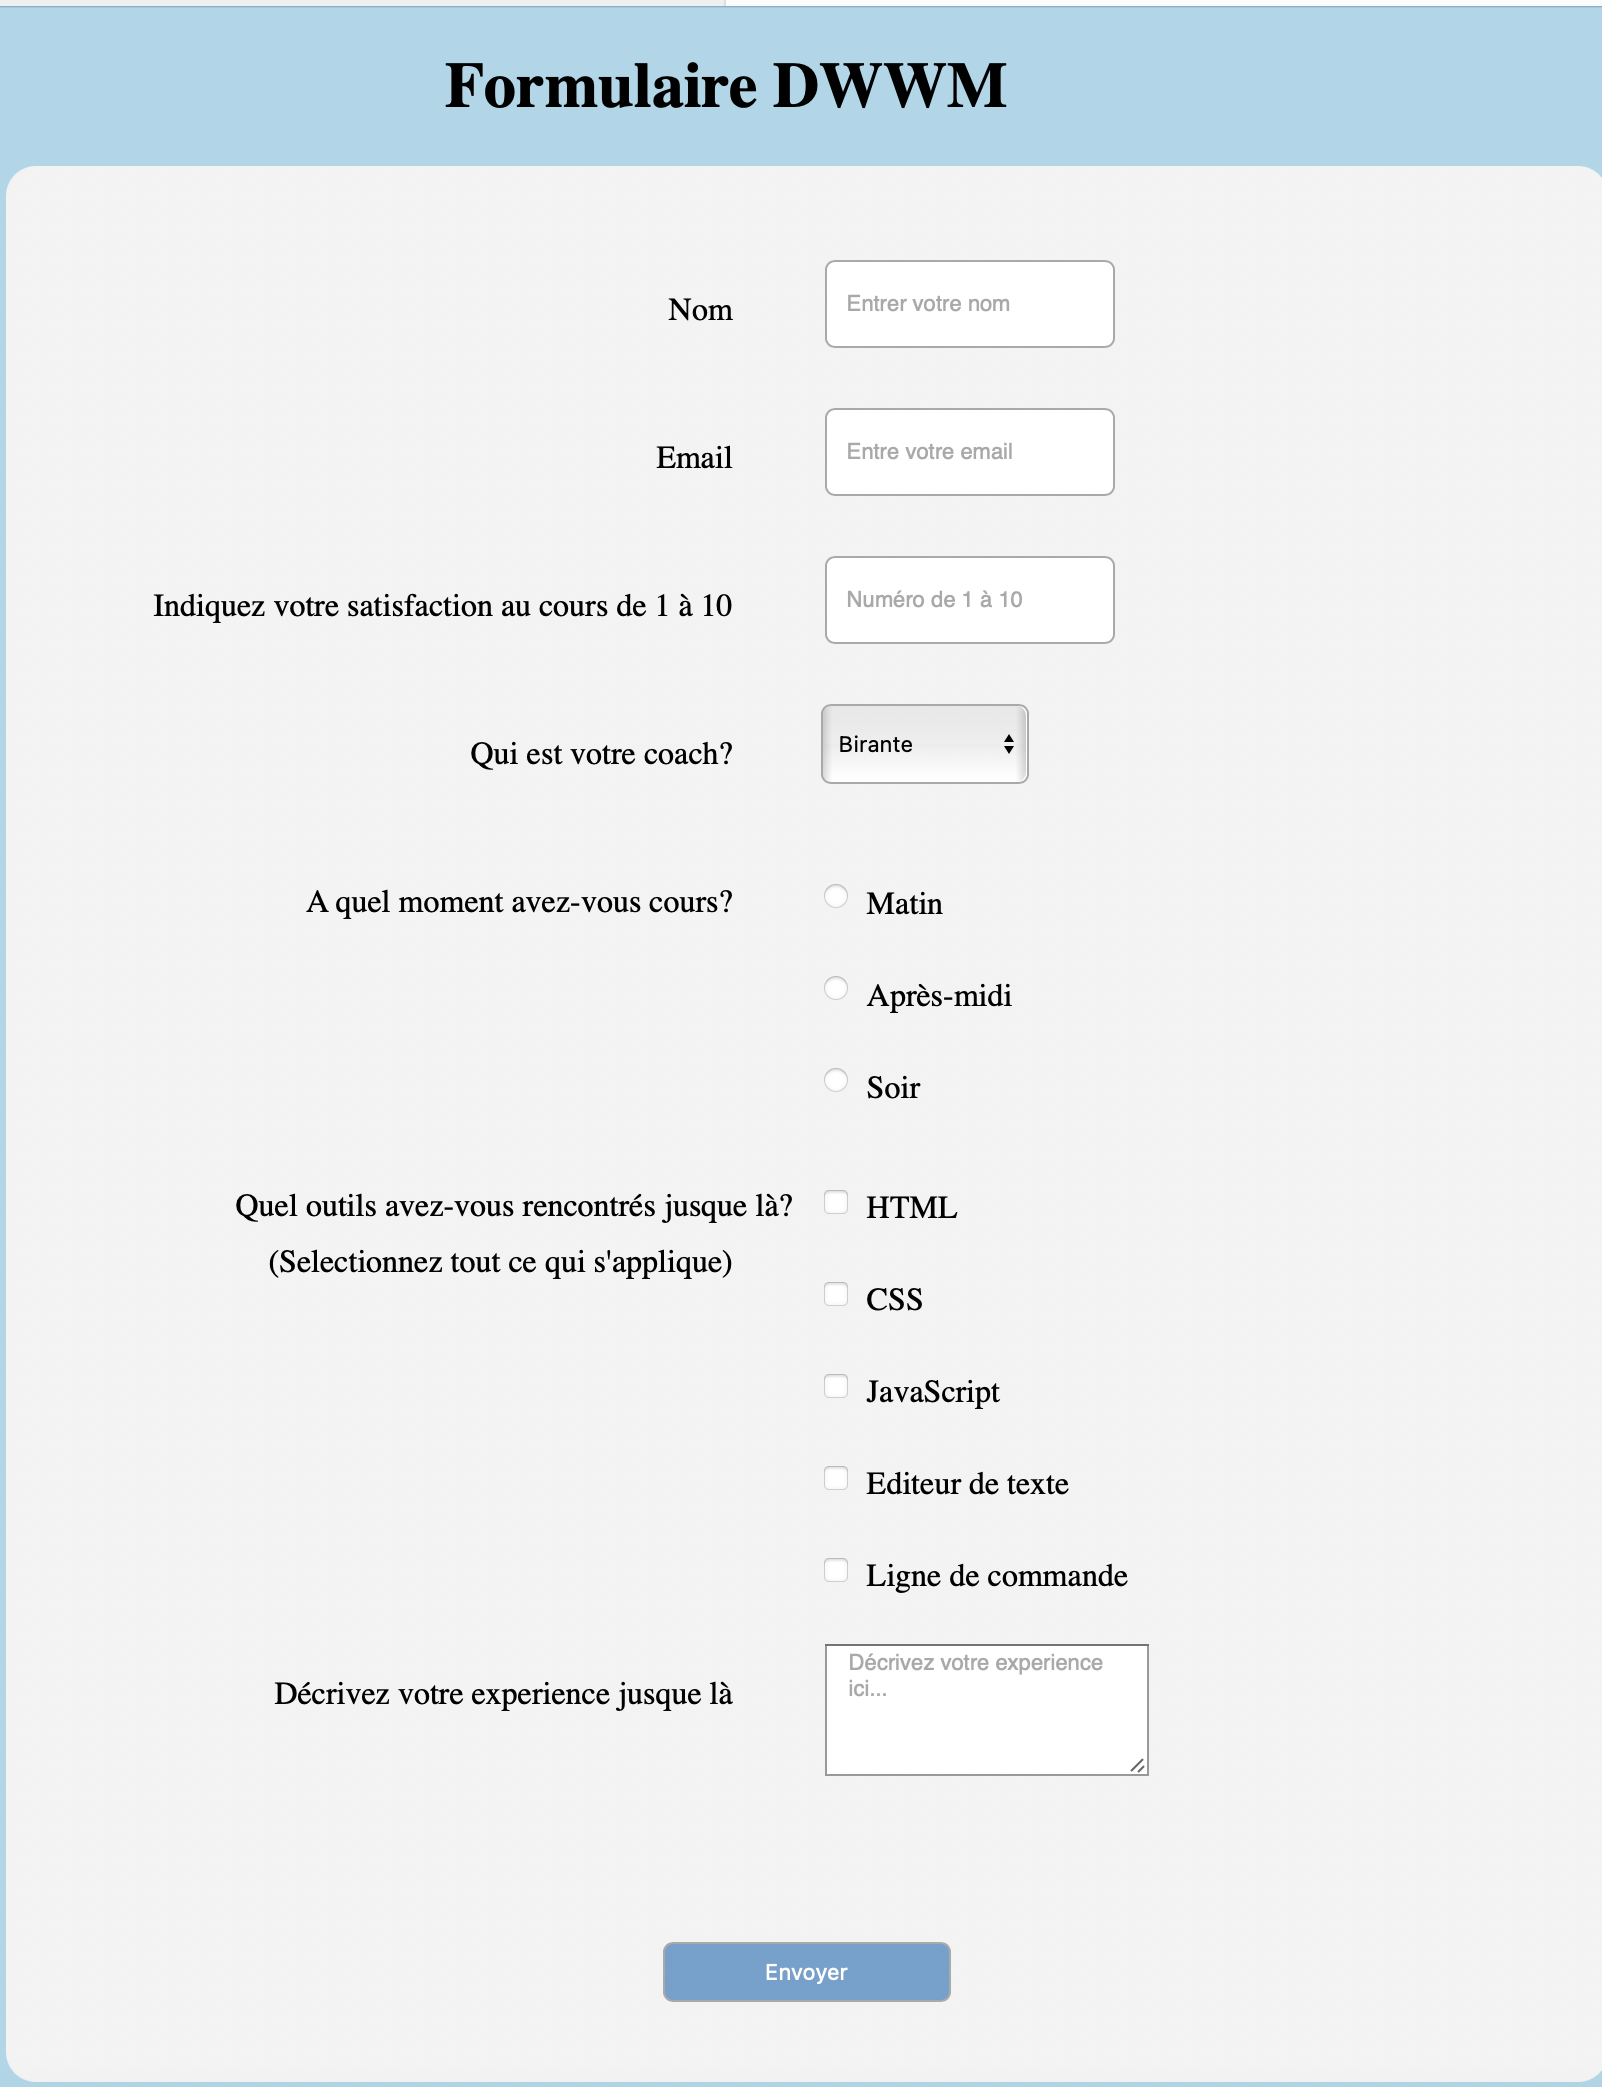 Formulaire DWWM
Nom
Entrer votre nom
Email
Entre votre email
Indiquez votre satisfaction au cours de 1 à 10
Numéro de 1 à 10
Qui est votre coach?
Birante
A quel moment avez-vous cours?
Matin
Après-midi
Soir
Quel outils avez-vous rencontrés jusque là?
(Selectionnez tout ce qui s'applique)
HTML
CSS
JavaScript
Editeur de texte
Ligne de commande
Décrivez votre experience jusque là
Décrivez votre experience
ici...
Envoyer